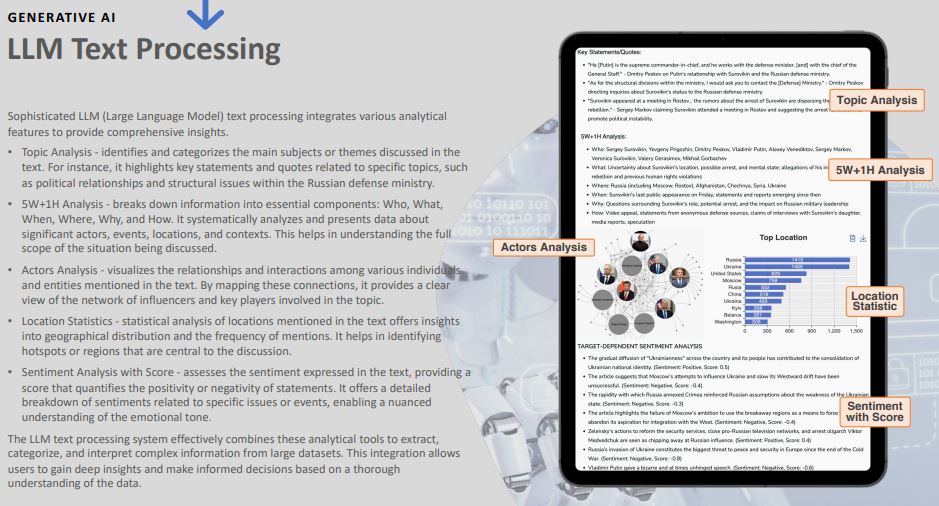 GENERATIVE AI
LLM Text Processing
Sophisticated LLM (Large Language Model) text processing integrates various analytical
features to provide comprehensive insights.
• Topic Analysis - identifies and categorizes the main subjects or themes discussed in the
text. For instance, it highlights key statements and quotes related to specific topics, such
as political relationships and structural issues within the Russian defense ministry.
• 5W+1H Analysis - breaks down information into essential components: Who, What,
When, Where, Why, and How. It systematically analyzes and presents data about
significant actors, events, locations, and contexts. This helps in understanding the full
scope of the situation being discussed.
• Actors Analysis - visualizes the relationships and interactions among various individuals
and entities mentioned in the text. By mapping these connections, it provides a clear
view of the network of influencers and key players involved in the topic.
• Location Statistics - statistical analysis of locations mentioned in the text offers insights
into geographical distribution and the frequency of mentions. It helps in identifying
hotspots or regions that are central to the discussion.
• Sentiment Analysis with Score - assesses the sentiment expressed in the text, providing a
score that quantifies the positivity or negativity of statements. It offers a detailed
breakdown of sentiments related to specific issues or events, enabling a nuanced
understanding of the emotional tone.
The LLM text processing system effectively combines these analytical tools to extract,
categorize, and interpret complex information from large datasets. This integration allows
users to gain deep insights and make informed decisions based on a thorough
understanding of the data.
Key Statements/Quotes:
• "He [Putin] is the supreme commander-in-chief, and he works with the defense minister, [and] with the chief of the
General Staff." - Dmitry Peskov on Putin's relationship with Surovikin and the Russian defense ministry.
• "As for the structural divisions within the ministry, I would ask you to contact the [Defense] Ministry." - Dmitry Peskov
directing inquiries about Surovikin's status to the Russian defense ministry.
• "Surovikin appeared at a meeting in Rostov... the rumors about the arrest of Surovikin are dispersing the
rebellion." - Sergey Markov claiming Surovikin attended a meeting in Rostov and suggesting the arrest
promote political instability.
Topic Analysis
5W+1H Analysis:
• Who: Sergey Surovikin, Yevgeny Prigozhin, Dmitry Peskov, Vladimir Putin, Alexey Venediktov, Sergey Markov,
Veronica Surovikin, Valery Gerasimov, Mikhail Gorbachev
• What: Uncertainty about Surovikin's location, possible arrest, and mental state; allegations of his
rebellion and previous human rights allegations
• Where: Russia (including Moscow, Rostov), Afghanistan, Chechnya, Syria, Ukraine
• When: Surovikin's last public appearance on Friday, statements and reports emerging since then
• Why: Questions surrounding Surovikin's role, potential arrest, and the impact on Russian military leadership
• How: Video appeal, statements from anonymous defense sources, claims of interviews with Surovikin's daughter,
media reports, speculation
5W+1H Analysis
Actors Analysis
Top Location
Russia 1419
Ukraine 1405
United States 829
Moscow
Rusia
China 518
Ukraina
Kyiv
Belarus
Washington
0 300 600 900 1,200 1,500
Location
Statistic
TARGET-DEPENDENT SENTIMENT ANALYSIS
• The gradual diffusion of "Ukrainianness" across the country and its people has contributed to the consolidation of
Ukrainian national identity. (Sentiment: Positive, Score: 0.5)
• The article suggests that Moscow's attempts to influence Ukraine and slow its Westward drift have been
unsuccessful. (Sentiment: Negative, Score: -0.4)
• The rapidity with which Russia annexed Crimea reinforced Russian assumptions about the weakness of the Ukrainian
state. (Sentiment: Negative, Score: -0.3)
• The article highlights the failure of Moscow's ambition to use the breakaway regions as a means to force
abandon its aspiration for integration with the West. (Sentiment: Negative, Score: -0.4)
• Zelensky's actions to reform the security services, close pro-Russian television networks, and arrest oligarch Viktor
Medvedchuk are seen as chipping away at Russian influence. (Sentiment: Positive, Score: 0.4)
• Russia's invasion of Ukraine constitutes the biggest threat to peace and security in Europe since the end of the Cold
War. (Sentiment: Negative, Score: -0.8)
• Vladimir Putin gave a bizarre and at times unhinged speech. (Sentiment: Negative, Score: -0.6)
Sentiment
with Score